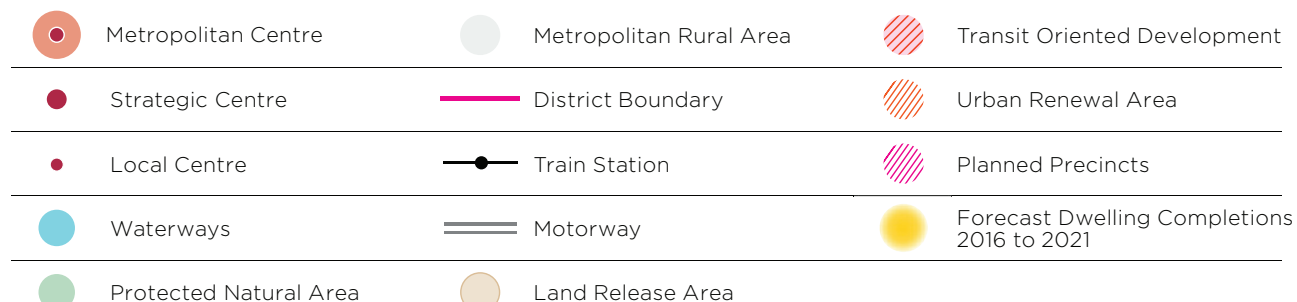 Metropolitan Centre
Metropolitan Rural Area
Transit Oriented Development
Strategic Centre
District Boundary
Urban Renewal Area
Local Centre
Train Station
Planned Precincts
Waterways
Motorway
Forecast Dwelling Completions
2016 to 2021
Protected Natural Area
Land Release Area